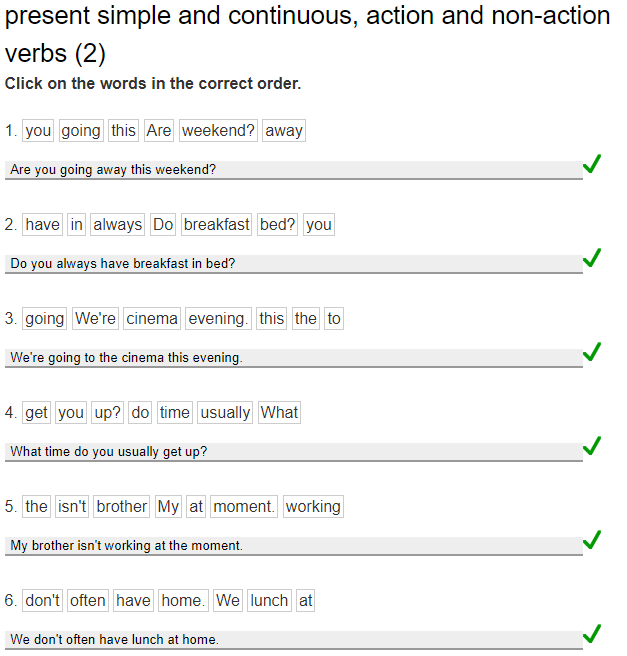 present simple and continuous, action and non-action
verbs (2)
Click on the words in the correct order.
1. you going this Are weekend? away
Are you going away this weekend?
2. have in always Do breakfast bed? you
Do you always have breakfast in bed?
3. going We're cinema evening. this the to
We're going to the cinema this evening.
4. get you up? do time usually What
What time do you usually get up?
5. the isn't brother My at moment. working
My brother isn't working at the moment.
6. don't often have home. We lunch at
We don't often have lunch at home.